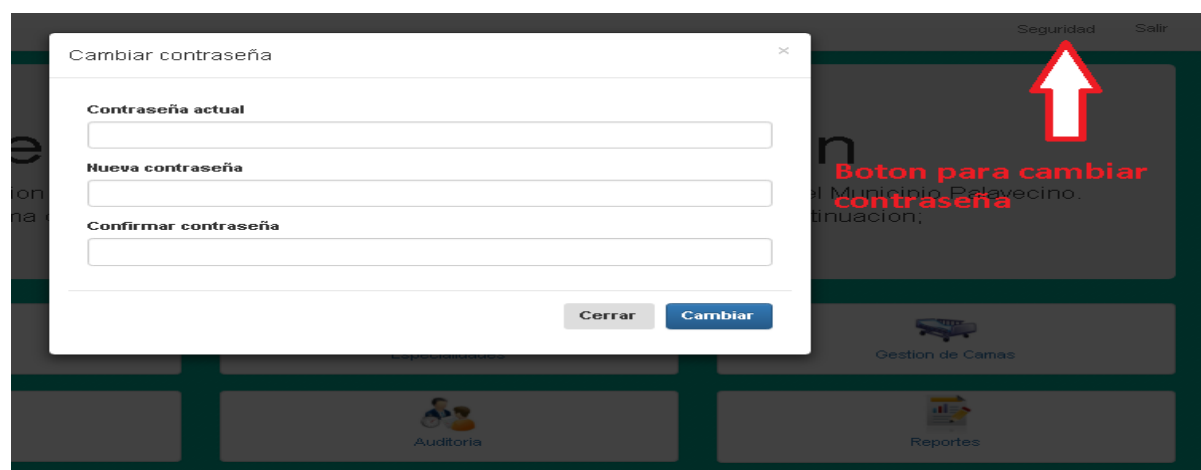 Seguridad Salir
Cambiar contraseña ×
Contraseña actual
Nueva contraseña
Confirmar contraseña
Cerrar Cambiar
Boton para cambiar
contraseña
el Municipio Palavecino.
tinuacion;
Especialidades
Gestion de Camas
Auditoria
Reportes